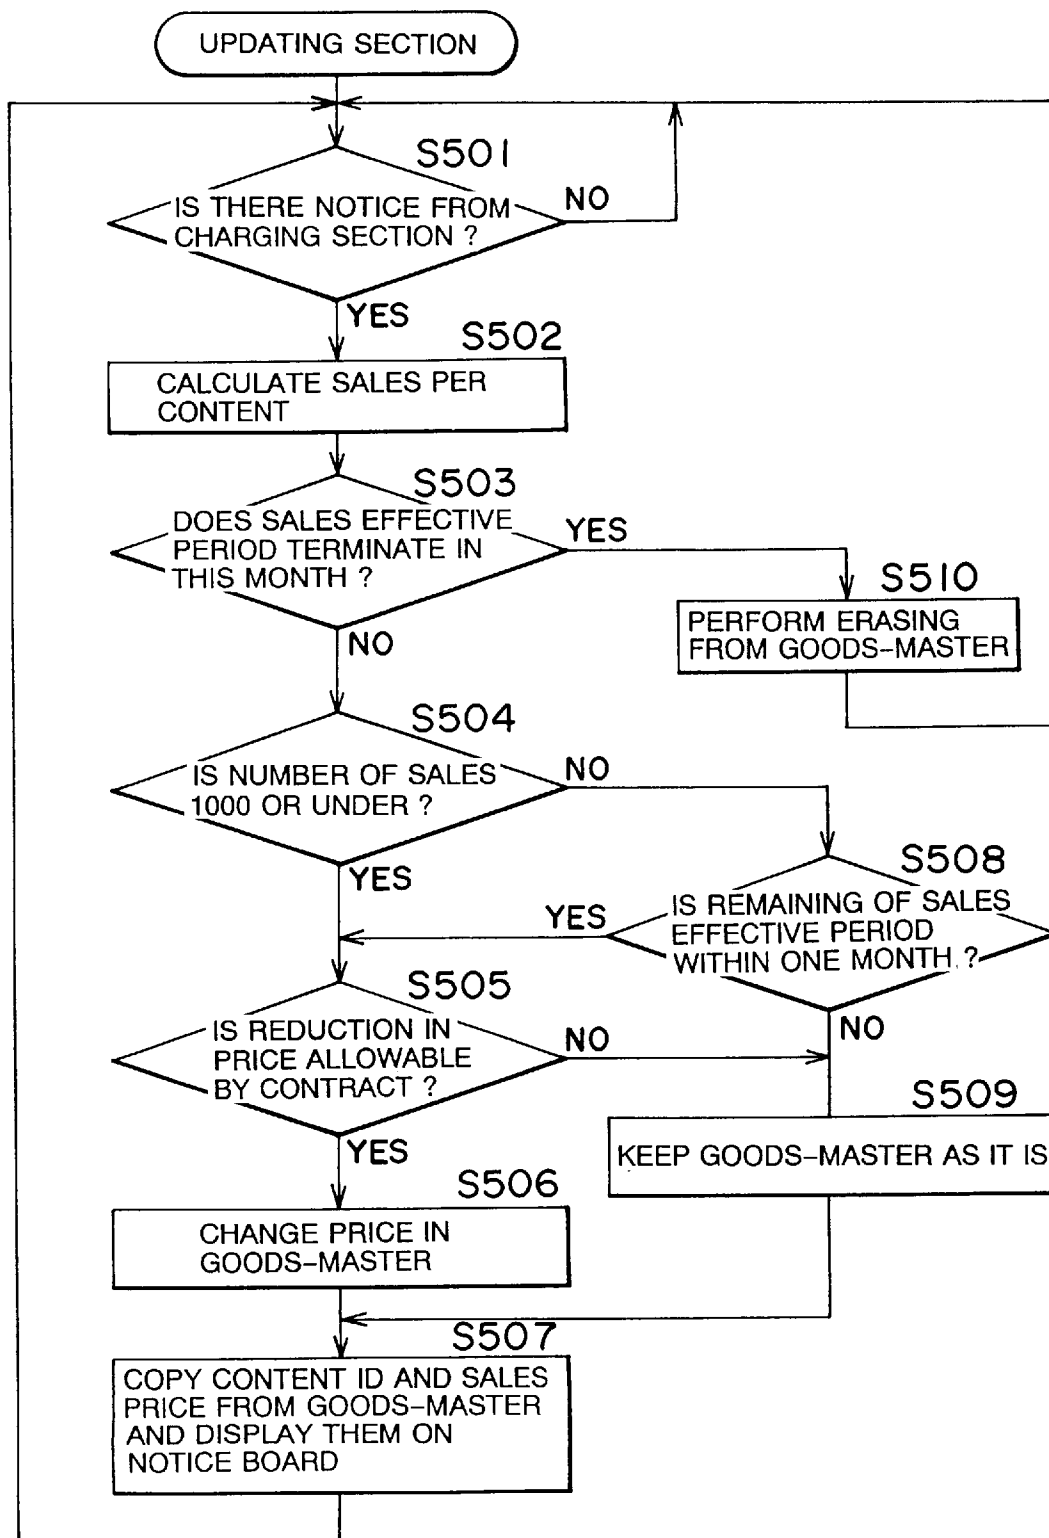 UPDATING SECTION
S501
IS THERE NOTICE FROM
CHARGING SECTION ?
NO
YES
S502
CALCULATE SALES PER
CONTENT
S503
DOES SALES EFFECTIVE
PERIOD TERMINATE IN
THIS MONTH ?
YES
NO
S510
PERFORM ERASING
FROM GOODS-MASTER
S504
IS NUMBER OF SALES
1000 OR UNDER ?
NO
YES
S508
IS REMAINING OF SALES
EFFECTIVE PERIOD
WITHIN ONE MONTH ?
YES
NO
S505
IS REDUCTION IN
PRICE ALLOWABLE
BY CONTRACT ?
NO
YES
S509
KEEP GOODS-MASTER AS IT IS
S506
CHANGE PRICE IN
GOODS-MASTER
S507
COPY CONTENT ID AND SALES
PRICE FROM GOODS-MASTER
AND DISPLAY THEM ON
NOTICE BOARD